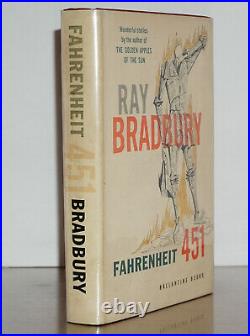 FAHRENHEIT
451
BRADBURY
Wonderful stories
by the author of
THE GOLDEN APPLES
OF THE SUN
RAY
BRADBURY
FAHRENHEIT 451
BALLANTINE BOOKS